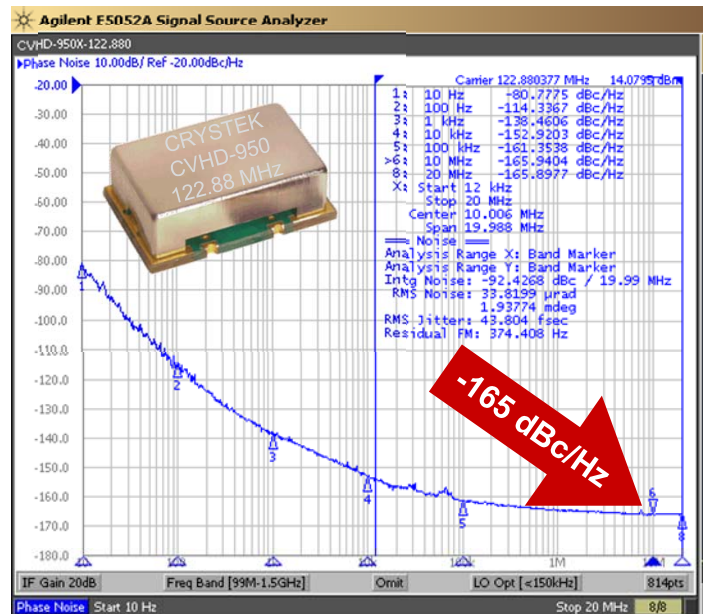 Agilent E5052A Signal Source Analyzer
CVHD-950X-122.880
▶Phase Noise 10.00dB/ Ref -20.00dBc/Hz
Carrier 122.880377 MHz 14.0795 dBm
1: 10 Hz -80.7775 dBc/Hz
2: 100 Hz -114.3367 dBc/Hz
3: 1 kHz -138.4606 dBc/Hz
4: 10 kHz -152.9203 dBc/Hz
5: 100 kHz -161.3538 dBc/Hz
>6: 10 MHz -165.9404 dBc/Hz
8: 20 MHz -165.8977 dBc/Hz
X: Start 12 kHz
Stop 20 MHz
Center 10.006 MHz
Span 19.988 MHz
=== Noise ===
Analysis Range X: Band Marker
Analysis Range Y: Band Marker
Intg Noise: -92.4268 dBc / 19.99 MHz
RMS Noise: 33.8199 µrad
1.93774 mdeg
RMS Jitter: 43.804 fsec
Residual FM: 374.408 Hz
CRYSTEK
CVHD-950
122.88 MHz
-20.00
-30.00
-40.00
-50.00
-60.00
-70.00
-80.00
-90.00
-100.0
-110.0
-120.0
-130.0
-140.0
-150.0
-160.0
-170.0
-180.0
1
2
3
4
5
6
8
-165 dBc/Hz
1M
IF Gain 20dB Freq Band [99M-1.5GHz] Omit LO Opt [<150kHz] 814pts
Phase Noise Start 10 Hz Stop 20 MHz 8/8